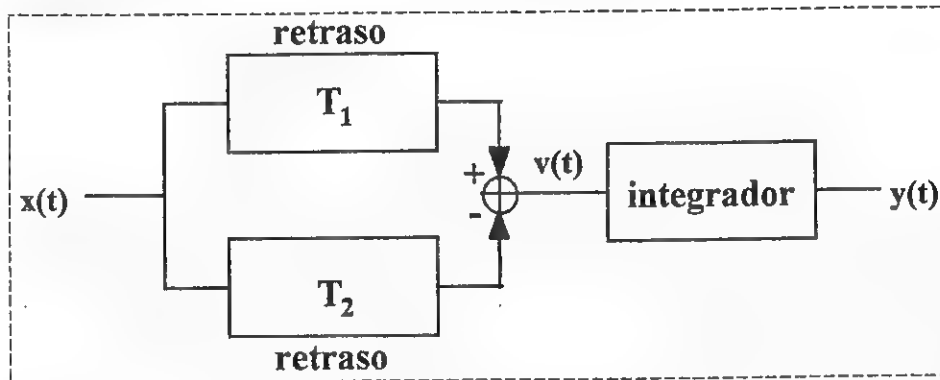 retraso
T₁
x(t)
+
-
v(t)
integrador
y(t)
T₂
retraso